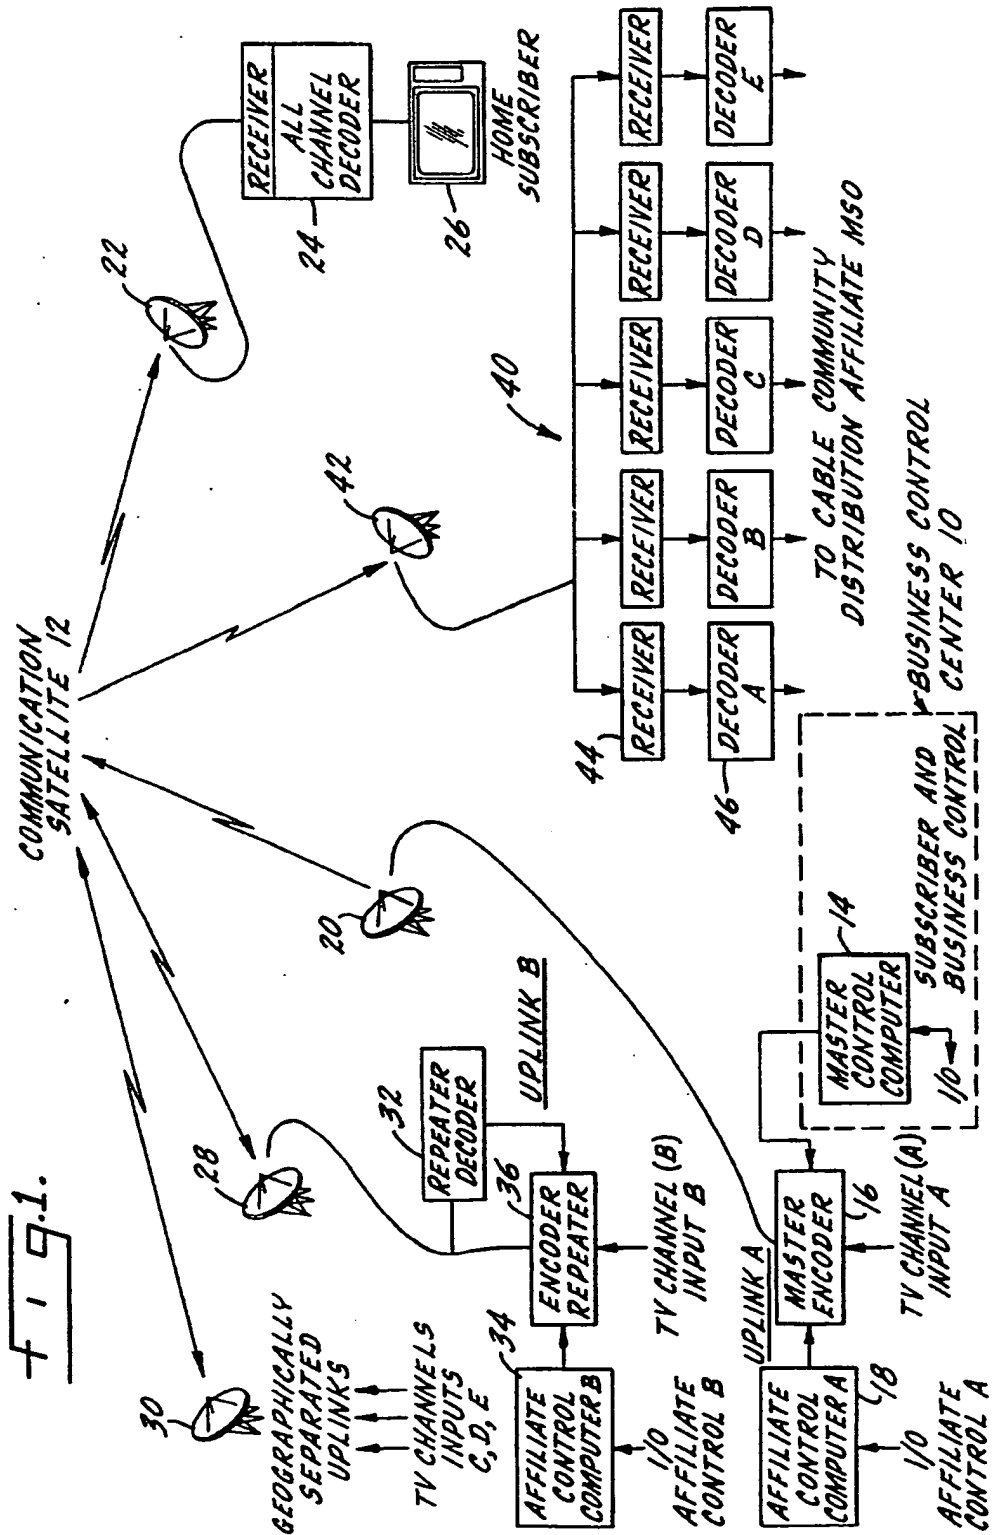 Fig.1.
COMMUNICATION
SATELLITE 12
30
28
20
42
22
GEOGRAPHICALLY
SEPARATED
UPLINKS
TV CHANNELS
INPUTS
C, D, E
32
REPEATER
DECODER
UPLINK B
34
AFFILIATE
CONTROL
COMPUTER B
36
ENCODER
REPEATER
I/O
AFFILIATE
CONTROL B
TV CHANNEL (B)
INPUT B
UPLINK A
AFFILIATE
CONTROL
COMPUTER A
18
MASTER
ENCODER
16
I/O
AFFILIATE
CONTROL A
TV CHANNEL (A)
INPUT A
MASTER
CONTROL
COMPUTER
14
I/O
SUBSCRIBER AND
BUSINESS CONTROL
BUSINESS CONTROL
CENTER 10
RECEIVER
ALL
CHANNEL
DECODER
24
26
HOME
SUBSCRIBER
40
44
RECEIVER
RECEIVER
RECEIVER
RECEIVER
RECEIVER
46
DECODER
A
DECODER
B
DECODER
C
DECODER
D
DECODER
E
TO CABLE COMMUNITY
DISTRIBUTION AFFILIATE MSO